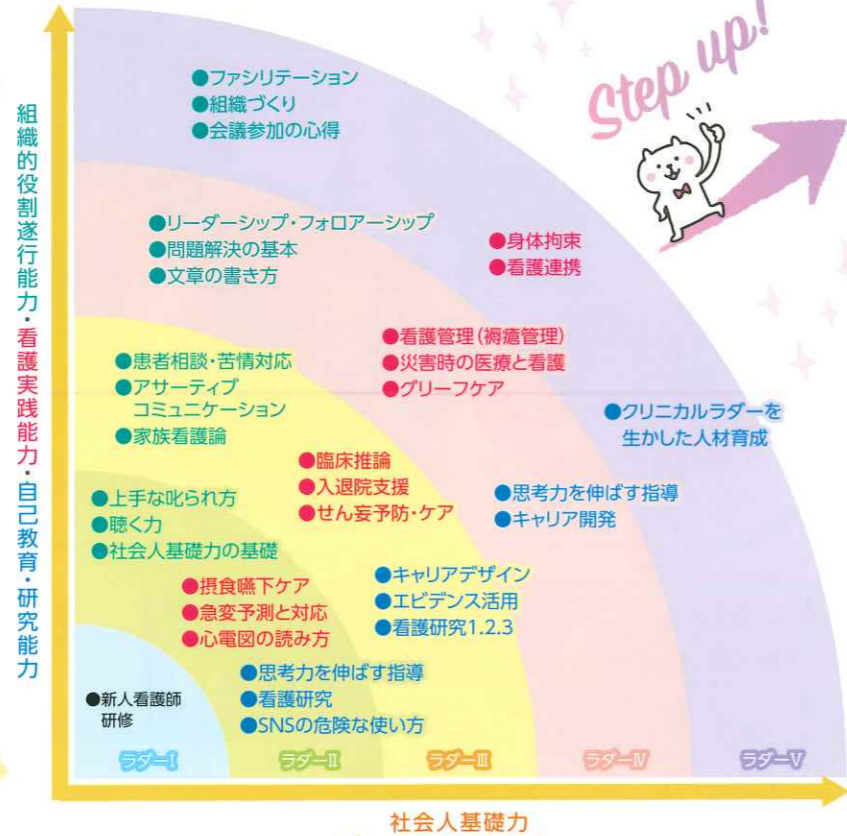 Step up!
組織的役割遂行能力・看護実践能力・自己教育・研究能力
●ファシリテーション
●組織づくり
●会議参加の心得
●リーダーシップ・フォロアーシップ
●問題解決の基本
●文章の書き方
●身体拘束
●看護連携
●患者相談・苦情対応
●アサーティブ
コミュニケーション
●家族看護論
●看護管理(褥瘡管理)
●災害時の医療と看護
●グリーフケア
●クリニカルラダーを
生かした人材育成
●上手な叱られ方
●聴く力
●社会人基礎力の基礎
●臨床推論
●入退院支援
●せん妄予防・ケア
●思考力を伸ばす指導
●キャリア開発
●摂食嚥下ケア
●急変予測と対応
●心電図の読み方
●キャリアデザイン
●エビデンス活用
●看護研究1.2.3
●新人看護師
研修
●思考力を伸ばす指導
●看護研究
●SNSの危険な使い方
ラダーⅠ
ラダーⅡ
ラダーⅢ
ラダーⅣ
ラダーⅤ
社会人基礎力